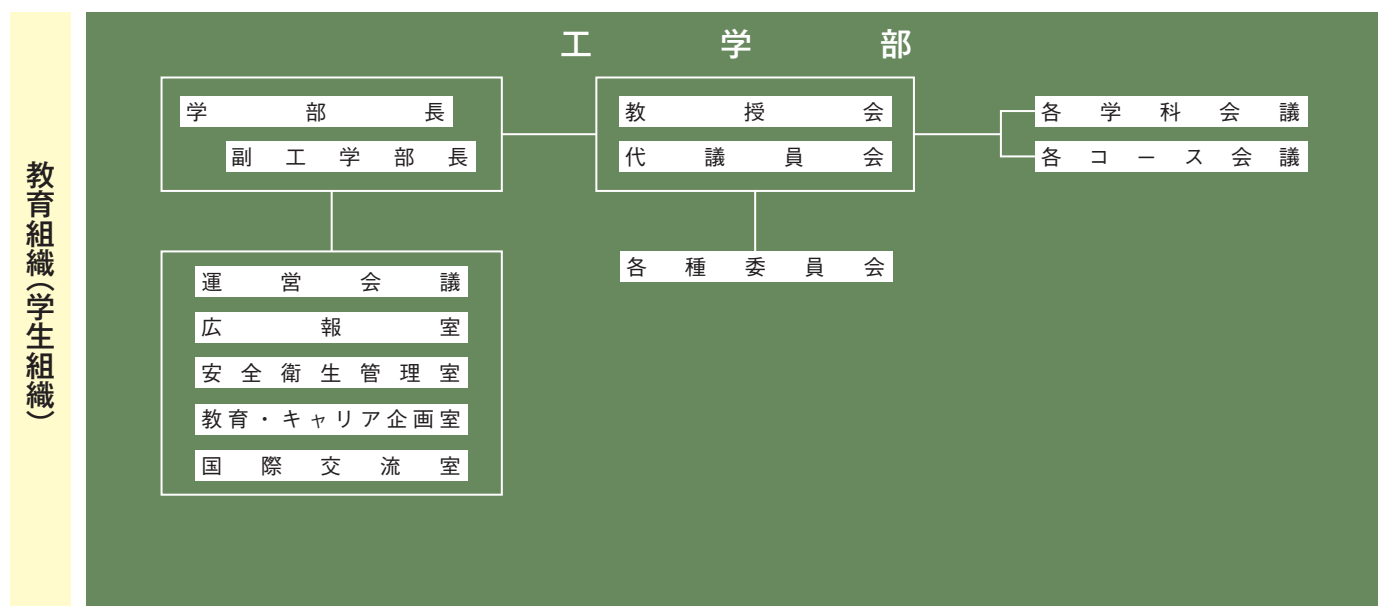 教育組織(学生組織)
工学部
学部長
副工学部長
教授会
代議員会
各学科会議
各コース会議
運営会議
広報室
安全衛生管理室
教育・キャリア企画室
国際交流室
各種委員会